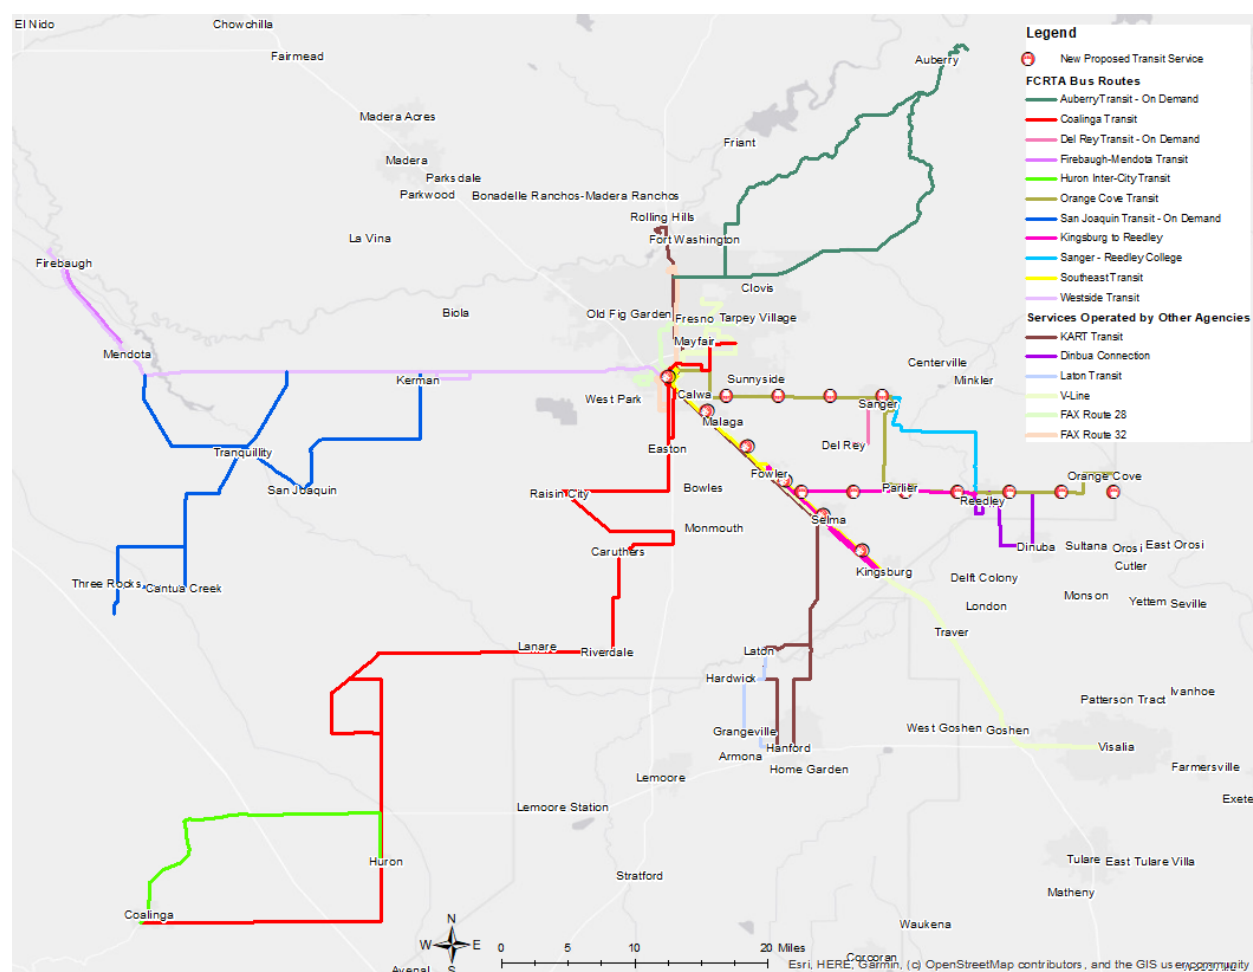 El Nido
Chowchilla
Fairmead
Auberry
Madera Acres
Friant
Madera
Parksdale
Parkwood
Bonadelle Ranchos-Madera Ranchos
Rolling Hills
La Vina
Fort Washington
Firebaugh
Clovis
Biola
Old Fig Garden
Fresno
Tarpey Village
Mendota
Mayfair
Centerville
Kerman
Sunnyside
Minkler
West Park
Calwa
Sanger
Malaga
Easton
Del Rey
Tranquillity
Fowler
Orange Cove
San Joaquin
Raisin City
Bowles
Parlier
Reedley
Selma
Monmouth
Caruthers
Dinuba
Sultana
Orosi
East Orosi
Cutler
Kingsburg
Three Rocks
Cantua Creek
Delft Colony
London
Monson
Yettem
Seville
Traver
Lanare
Riverdale
Laton
Hardwick
Patterson Tract
Ivanhoe
Grangeville
West Goshen
Goshen
Armona
Hanford
Visalia
Home Garden
Farmersville
Lemoore
Lemoore Station
Exete
Huron
Tulare
East Tulare Villa
Stratford
Matheny
Coalinga
Waukena
Corcoran
Avenal
Legend
New Proposed Transit Service
FCRTA Bus Routes
AuberryTransit - On Demand
Coalinga Transit
Del Rey Transit - On Demand
Firebaugh-Mendota Transit
Huron Inter-City Transit
Orange Cove Transit
San Joaquin Transit - On Demand
Kingsburg to Reedley
Sanger - Reedley College
Southeast Transit
Westside Transit
Services Operated by Other Agencies
KART Transit
Dinbua Connection
Laton Transit
V-Line
FAX Route 28
FAX Route 32
N
W E
S
0 5 10 20 Miles
Esri, HERE, Garmin, (c) OpenStreetMap contributors, and the GIS user community